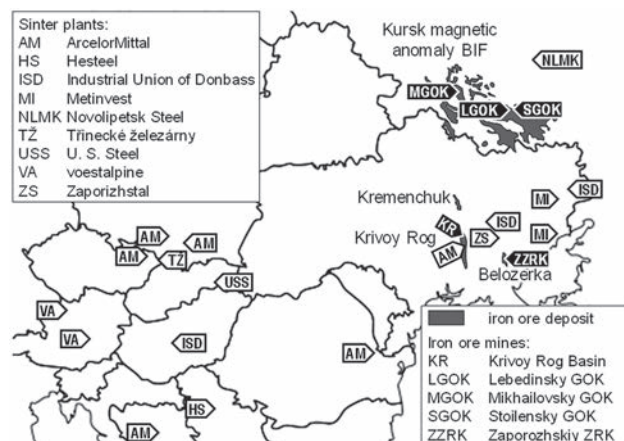 Sinter plants:
AM ArcelorMittal
HS Hesteel
ISD Industrial Union of Donbass
MI Metinvest
NLMK Novolipetsk Steel
TŽ Třinecké železárny
USS U. S. Steel
VA voestalpine
ZS Zaporizhstal
Kursk magnetic
anomaly BIF
NLMK
MGOK
LGOK
SGOK
Kremenchuk
ISD
MI
ISD
KR
Krivoy Rog
ZS
MI
AM
ZZRK
Belozerka
AM
AM
AM
TŽ
USS
VA
VA
ISD
AM
HS
AM
iron ore deposit
Iron ore mines:
KR Krivoy Rog Basin
LGOK Lebedinsky GOK
MGOK Mikhailovsky GOK
SGOK Stoilensky GOK
ZZRK Zaporozhskiy ZRK